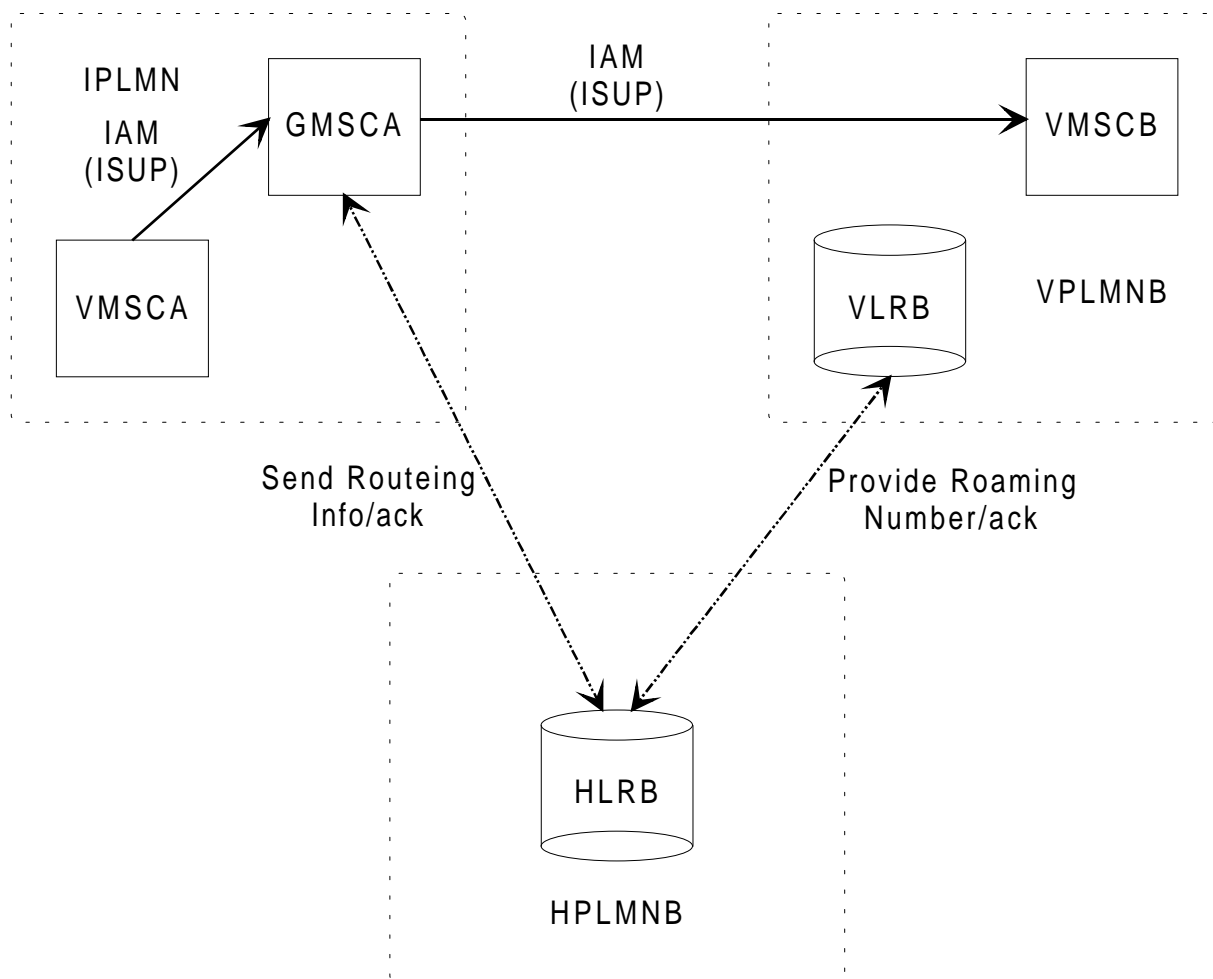 IPLMN
IAM
(ISUP)
GMSCA
VMSCA
IAM
(ISUP)
VMSCB
VLRB
VPLMNB
Send Routeing
Info/ack
Provide Roaming
Number/ack
HLRB
HPLMNB